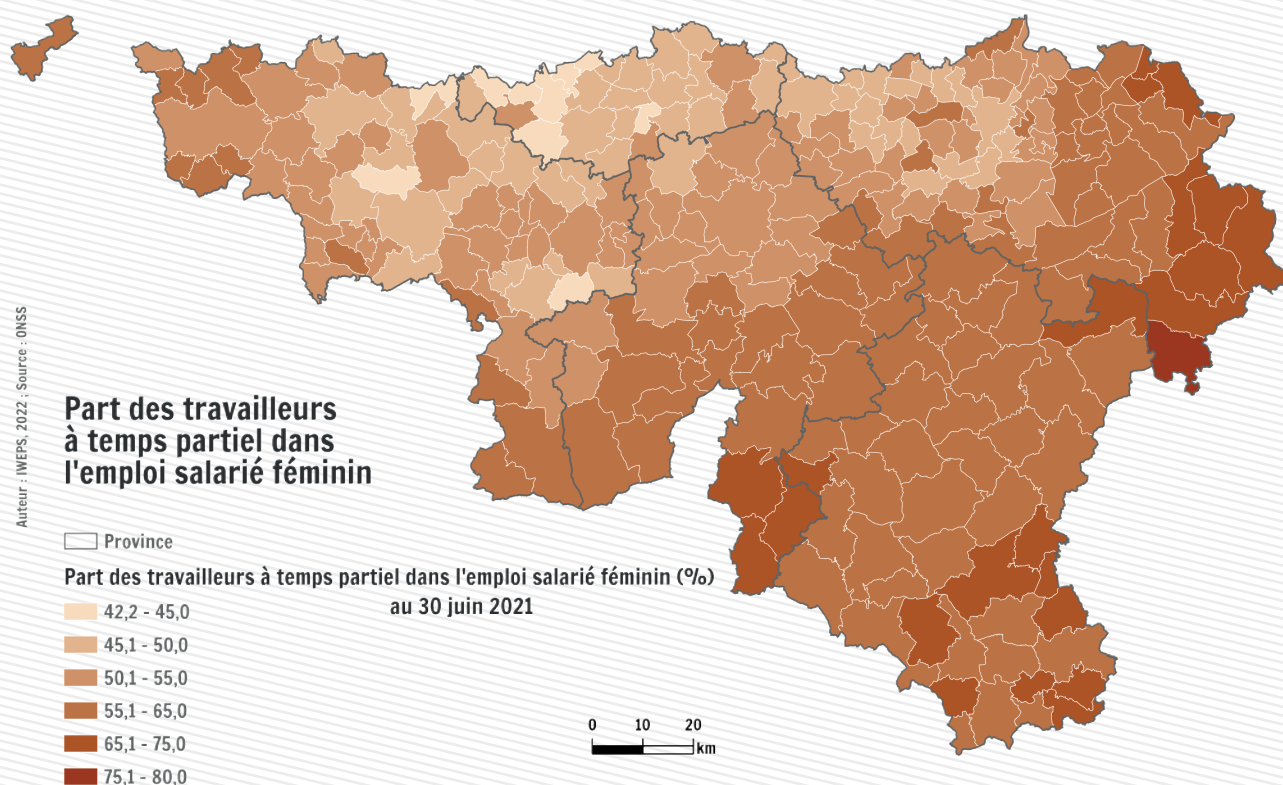 Auteur : IWEPS, 2022 ; Source : ONSS
Part des travailleurs
à temps partiel dans
l'emploi salarié féminin
Province
Part des travailleurs à temps partiel dans l'emploi salarié féminin (%)
au 30 juin 2021
42,2 - 45,0
45,1 - 50,0
50,1 - 55,0
55,1 - 65,0
65,1 - 75,0
75,1 - 80,0
0 10 20
km